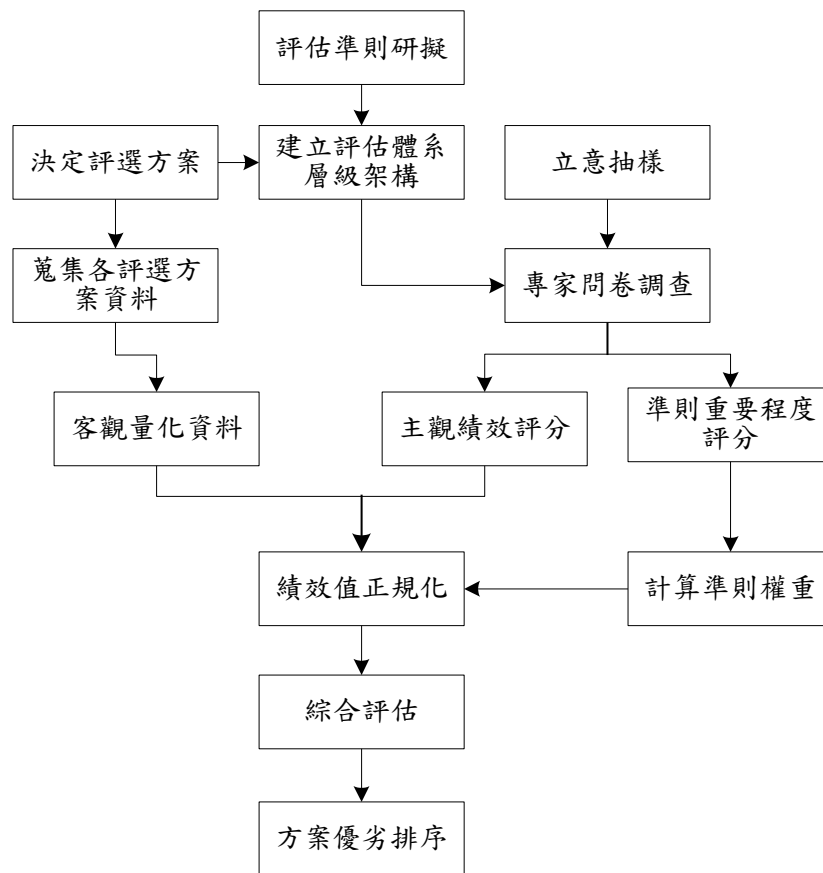 評估準則研擬
決定評選方案
建立評估體系
層級架構
立意抽樣
蒐集各評選方
案資料
專家問卷調查
客觀量化資料
主觀績效評分
準則重要程度
評分
績效值正規化
計算準則權重
綜合評估
方案優劣排序